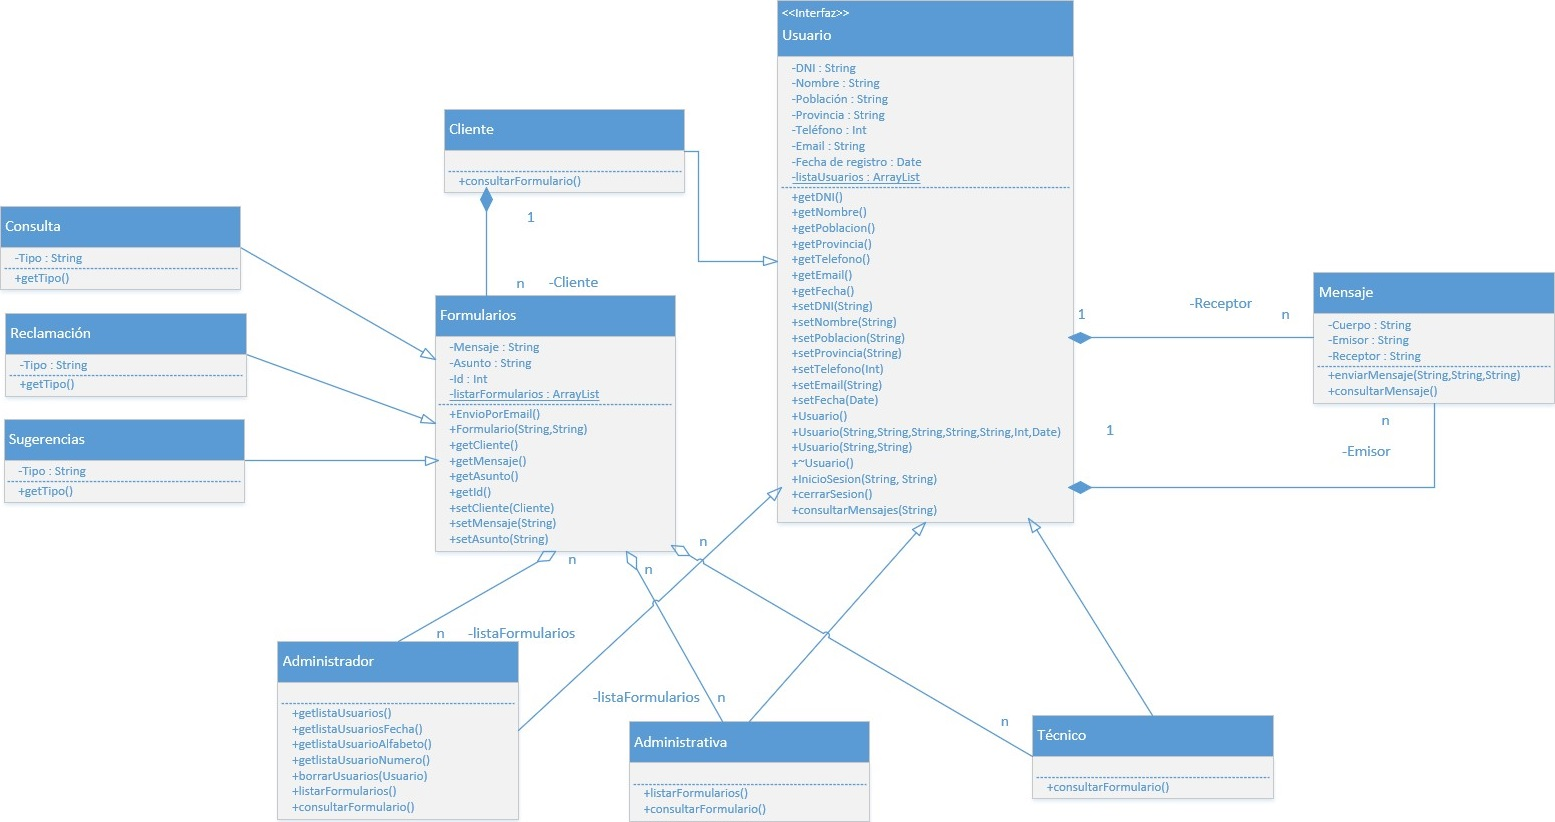 <<Interfaz>>
Usuario
-DNI : String
-Nombre : String
-Población : String
-Provincia : String
-Teléfono : Int
-Email : String
-Fecha de registro : Date
-listaUsuarios : ArrayList
+getDNI()
+getNombre()
+getPoblacion()
+getProvincia()
+getTelefono()
+getEmail()
+getFecha()
+setDNI(String)
+setNombre(String)
+setPoblacion(String)
+setProvincia(String)
+setTelefono(Int)
+setEmail(String)
+setFecha(Date)
+Usuario()
+Usuario(String,String,String,String,String,Int,Date)
+Usuario(String,String)
+~Usuario()
+InicioSesion(String, String)
+cerrarSesion()
+consultarMensajes(String)
Cliente
+consultarFormulario()
1
n
-Cliente
Consulta
-Tipo : String
+getTipo()
Reclamación
-Tipo : String
+getTipo()
Sugerencias
-Tipo : String
+getTipo()
Formularios
-Mensaje : String
-Asunto : String
-Id : Int
-listarFormularios : ArrayList
+EnvioPorEmail()
+Formulario(String,String)
+getCliente()
+getMensaje()
+getAsunto()
+getId()
+setCliente(Cliente)
+setMensaje(String)
+setAsunto(String)
-Receptor
1
n
Mensaje
-Cuerpo : String
-Emisor : String
-Receptor : String
+enviarMensaje(String,String,String)
+consultarMensaje()
n
1
-Emisor
n
n
n
n
-listaFormularios
Administrador
+getlistaUsuarios()
+getlistaUsuariosFecha()
+getlistaUsuarioAlfabeto()
+getlistaUsuarioNumero()
+borrarUsuarios(Usuario)
+listarFormularios()
+consultarFormulario()
-listaFormularios
n
Administrativa
+listarFormularios()
+consultarFormulario()
n
Técnico
+consultarFormulario()